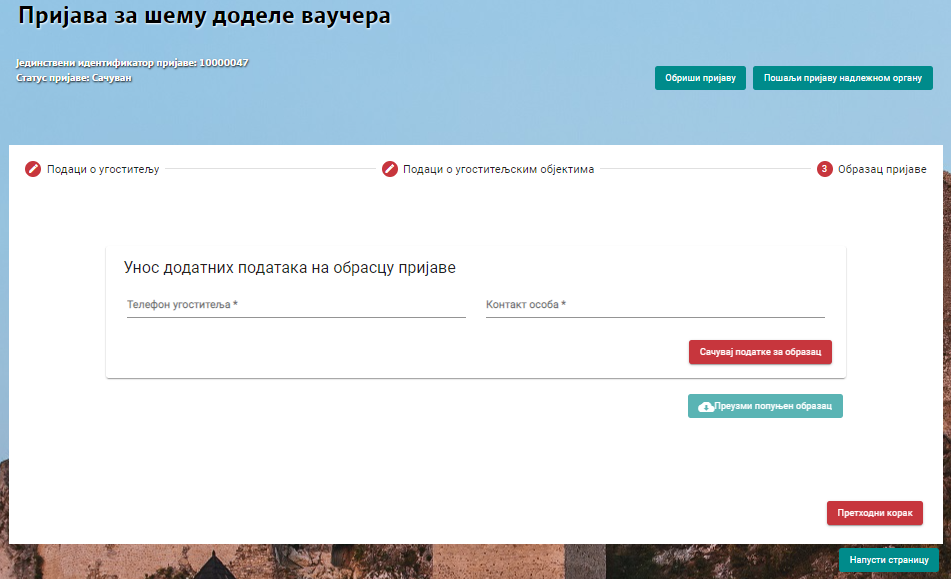 Пријава за шему доделе ваучера
Јединствени идентификатор пријаве: 10000047
Статус пријаве: Сачуван
Обриши пријаву
Пошаљи пријаву надлежном органу
Подаци о угоститељу
Подаци о угоститељским објектима
3 Образац пријаве
Унос додатних података на обрасцу пријаве
Телефон угоститеља *
Контакт особа *
Сачувај податке за образац
Преузми попуњен образац
Претходни корак
Напусти страницу